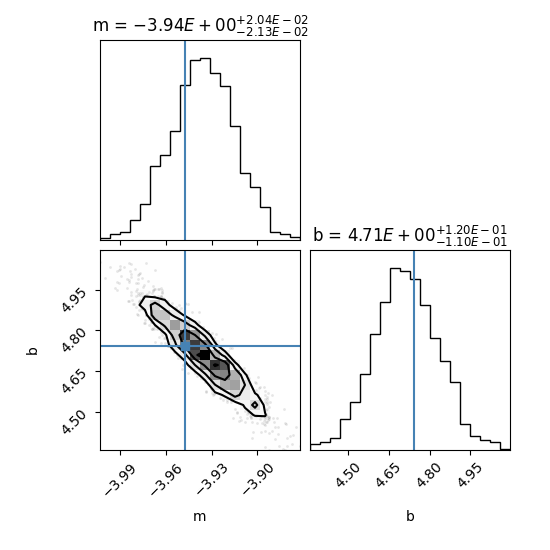 m = −3.94E + 00+2.04E − 02 −2.13E − 02
b = 4.71E + 00+1.20E − 01 −1.10E − 01
4.95
4.80
4.65
4.50
b
−3.99
−3.96
−3.93
−3.90
m
4.50
4.65
4.80
4.95
b